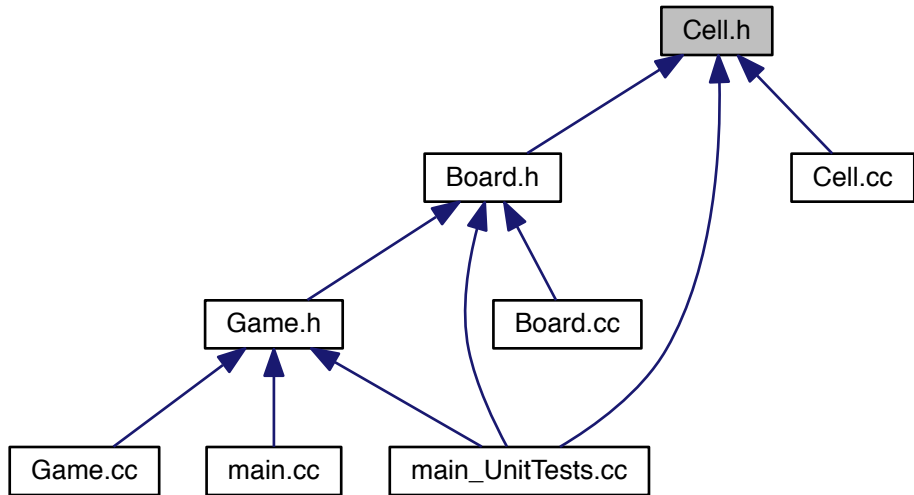 Cell.h
Board.h
Cell.cc
Game.h
Board.cc
Game.cc
main.cc
main_UnitTests.cc